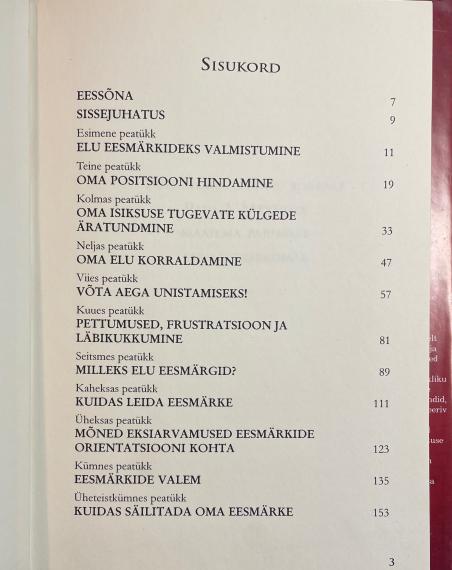 SISUKORD
EESSÕNA 7
SISSEJUHATUS 9
Esimene peatükk
ELU EESMÄRKIDEKS VALMISTUMINE 11
Teine peatükk
OMA POSITSIOONI HINDAMINE 19
Kolmas peatükk
OMA ISIKSUSE TUGEVATE KÜLGEDE
ÄRATUNDMINE 33
Neljas peatükk
OMA ELU KORRALDAMINE 47
Viies peatükk
VÕTA AEGA UNISTAMISEKS! 57
Kuues peatükk
PETTUMUSED, FRUSTRATSIOON JA
LÄBIKUKKUMINE 81
Seitsmes peatükk
MILLEKS ELU EESMÄRGID? 89
Kaheksas peatükk
KUIDAS LEIDA EESMÄRKE 111
Üheksas peatükk
MÕNED EKSIARVAMUSED EESMÄRKIDE
ORIENTATSIOONI KOHTA 123
Kümnes peatükk
EESMÄRKIDE VALEM 135
Üheteistkümnes peatükk
KUIDAS SÄILITADA OMA EESMÄRKE 153
3